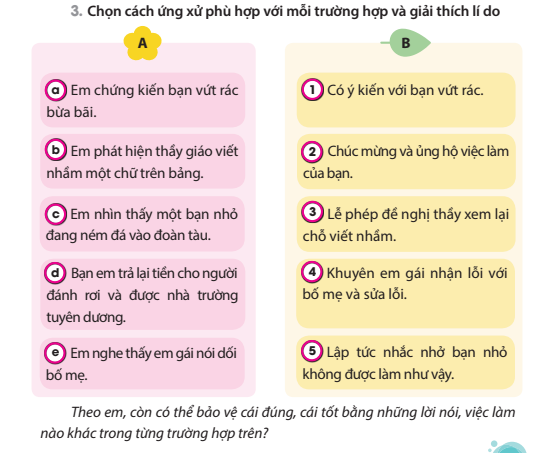 3. Chọn cách ứng xử phù hợp với mỗi trường hợp và giải thích lí do
A
a Em chứng kiến bạn vứt rác
bừa bãi.
b Em phát hiện thầy giáo viết
nhầm một chữ trên bảng.
c Em nhìn thấy một bạn nhỏ
đang ném đá vào đoàn tàu.
d Bạn em trả lại tiền cho người
đánh rơi và được nhà trường
tuyên dương.
e Em nghe thấy em gái nói dối
bố mẹ.
B
1 Có ý kiến với bạn vứt rác.
2 Chúc mừng và ủng hộ việc làm
của bạn.
3 Lễ phép đề nghị thầy xem lại
chỗ viết nhầm.
4 Khuyên em gái nhận lỗi với
bố mẹ và sửa lỗi.
5 Lập tức nhắc nhở bạn nhỏ
không được làm như vậy.
Theo em, còn có thể bảo vệ cái đúng, cái tốt bằng những lời nói, việc làm
nào khác trong từng trường hợp trên?